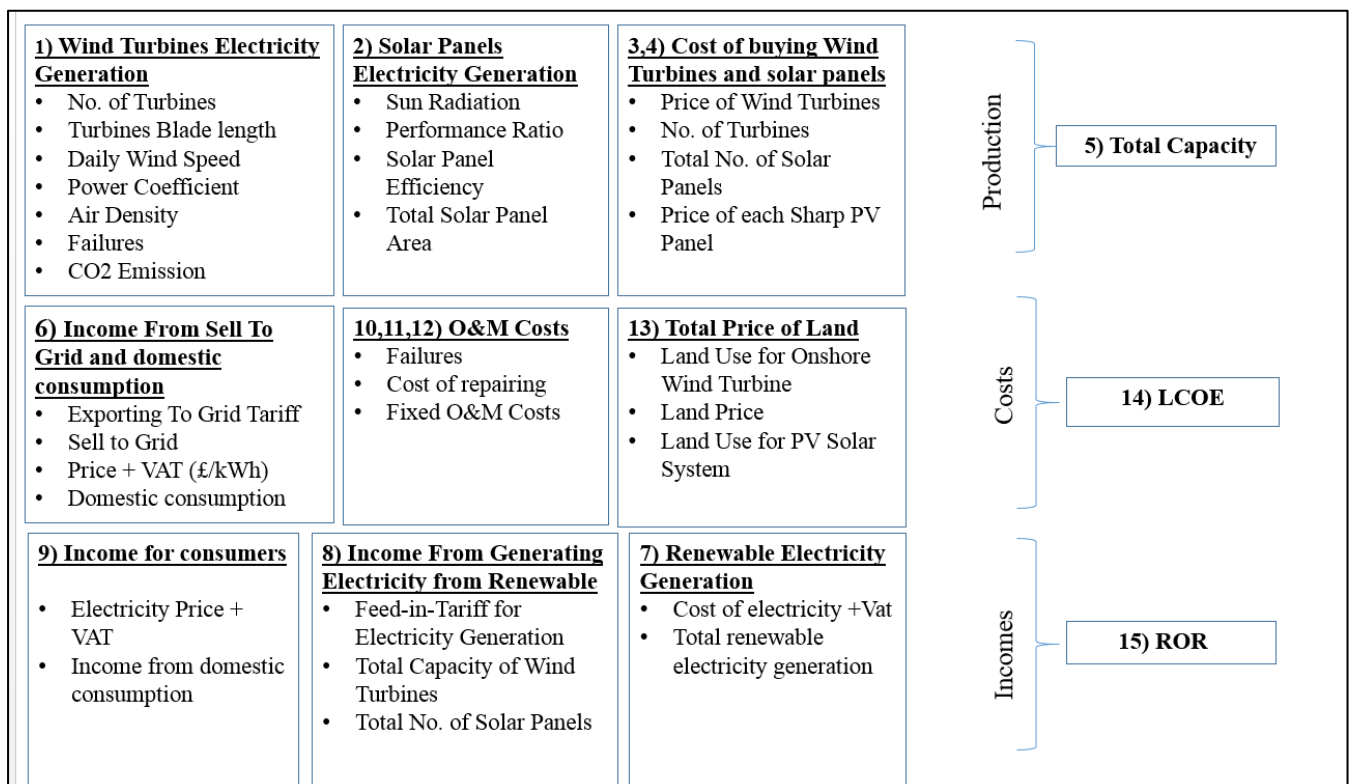 1) Wind Turbines Electricity
Generation
• No. of Turbines
• Turbines Blade length
• Daily Wind Speed
• Power Coefficient
• Air Density
• Failures
• CO2 Emission
2) Solar Panels
Electricity Generation
• Sun Radiation
• Performance Ratio
• Solar Panel
Efficiency
• Total Solar Panel
Area
3,4) Cost of buying Wind
Turbines and solar panels
• Price of Wind Turbines
• No. of Turbines
• Total No. of Solar
Panels
• Price of each Sharp PV
Panel
Production
5) Total Capacity
6) Income From Sell To
Grid and domestic
consumption
• Exporting To Grid Tariff
• Sell to Grid
• Price + VAT (£/kWh)
• Domestic consumption
10,11,12) O&M Costs
• Failures
• Cost of repairing
• Fixed O&M Costs
13) Total Price of Land
• Land Use for Onshore
Wind Turbine
• Land Price
• Land Use for PV Solar
System
Costs
14) LCOE
9) Income for consumers
• Electricity Price +
VAT
• Income from domestic
consumption
8) Income From Generating
Electricity from Renewable
• Feed-in-Tariff for
Electricity Generation
• Total Capacity of Wind
Turbines
• Total No. of Solar Panels
7) Renewable Electricity
Generation
• Cost of electricity +Vat
• Total renewable
electricity generation
Incomes
15) ROR